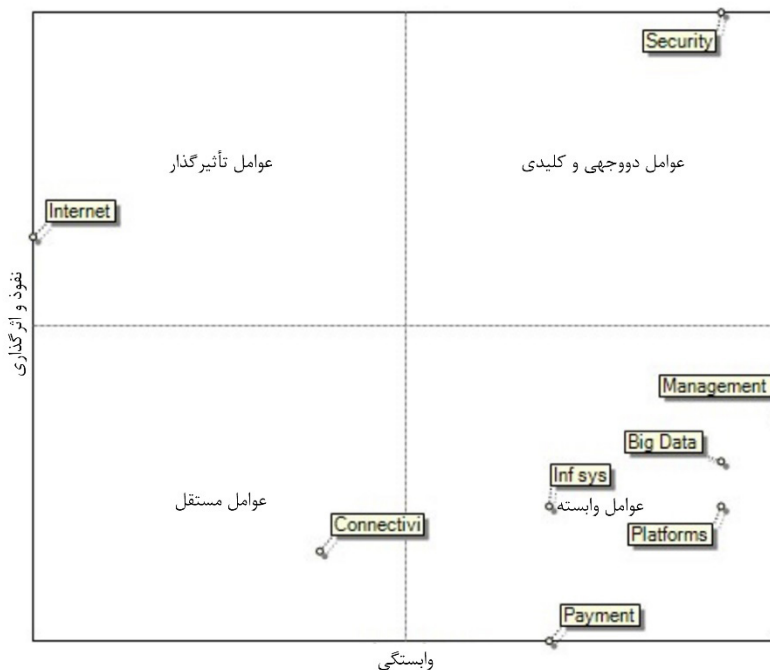 Security
عوامل تأثیرگذار
عوامل دووجهی و کلیدی
Internet
نفوذ و اثرگذاری
Management
Big Data
Inf sys
عوامل مستقل
عوامل وابسته
Connectivi
Platforms
Payment
وابستگی